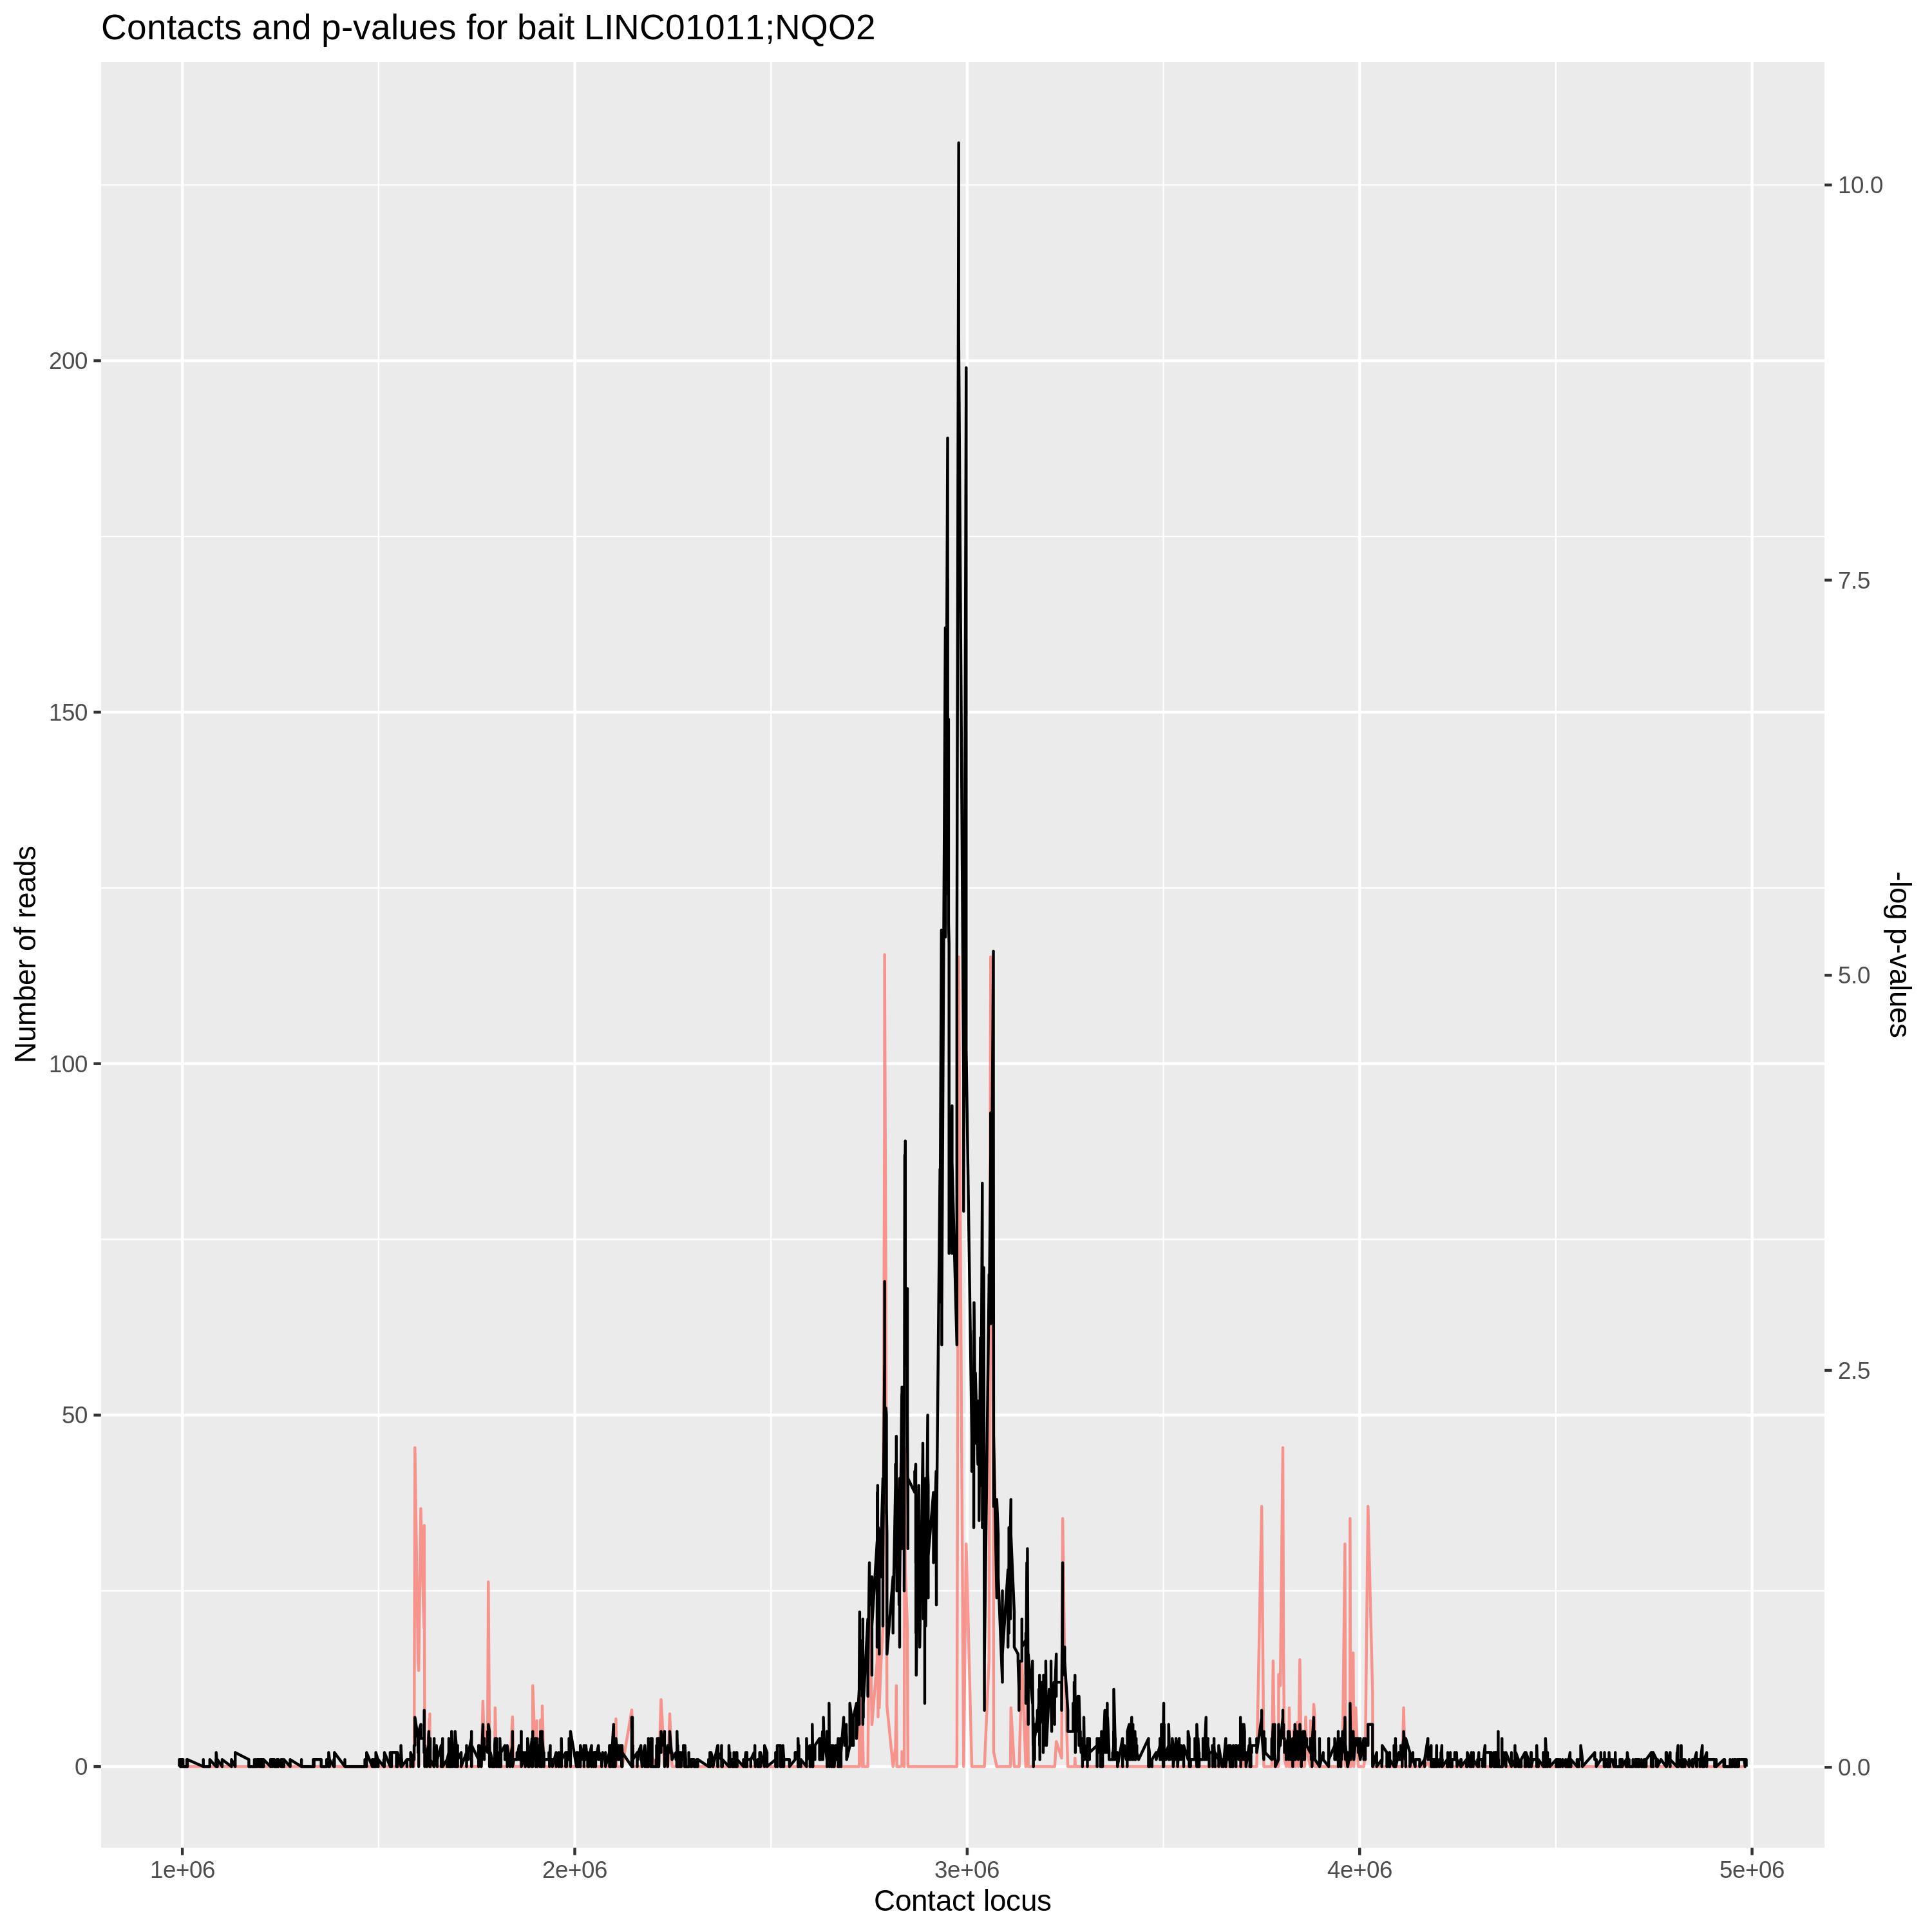 Contacts and p-values for bait LINC01011;NQO2
Number of reads
200
150
100
50
0
10.0
7.5
5.0
2.5
0.0
-log p-values
1e+06 2e+06 3e+06 4e+06 5e+06
Contact locus